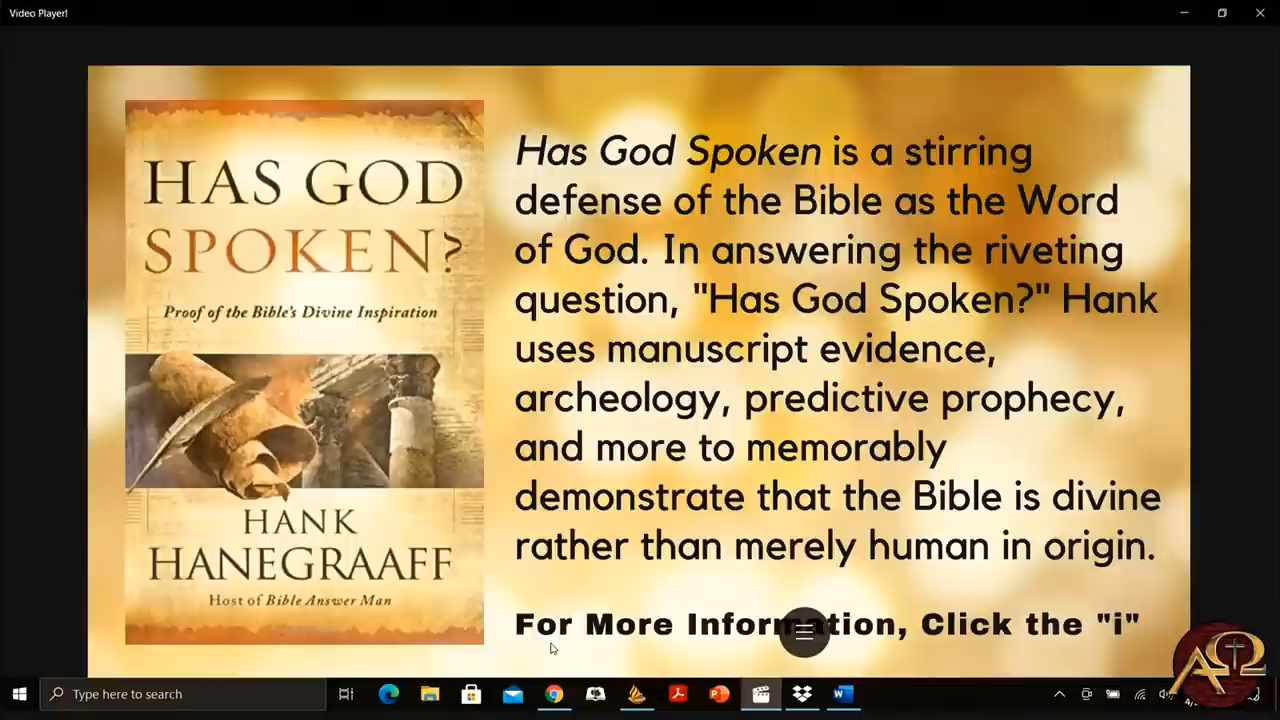 Video Player!
HAS GOD
SPOKEN?
Proof of the Bible's Divine Inspiration
HANK
HANEGRAAFF
Host of Bible Answer Man
Has God Spoken is a stirring
defense of the Bible as the Word
of God. In answering the riveting
question, "Has God Spoken?" Hank
uses manuscript evidence,
archeology, predictive prophecy,
and more to memorably
demonstrate that the Bible is divine
rather than merely human in origin.
For More Information, Click the "i"
Type here to search
ΑΩ